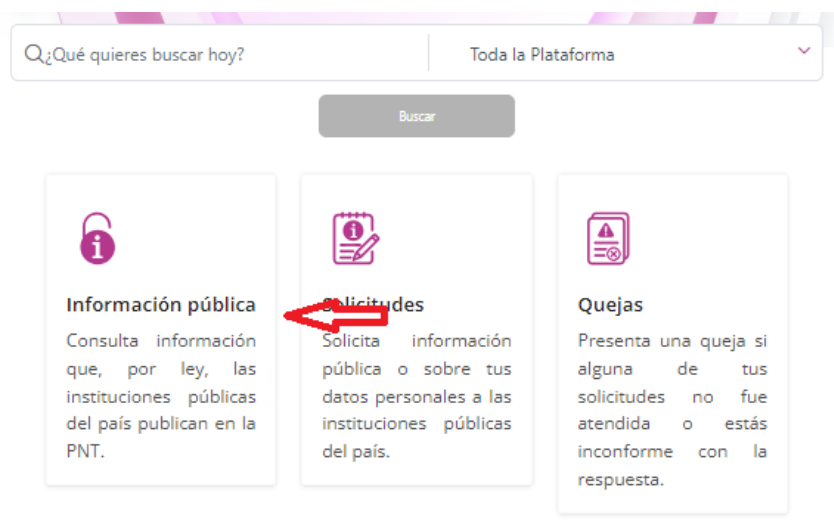 ¿Qué quieres buscar hoy?
Toda la Plataforma
Buscar
Información pública
Consulta información
que, por ley, las
instituciones públicas
del país publican en la
PNT.
Solicitudes
Solicita información
pública o sobre tus
datos personales a las
instituciones públicas
del país.
Quejas
Presenta una queja si
alguna de tus
solicitudes no fue
atendida o estás
inconforme con la
respuesta.